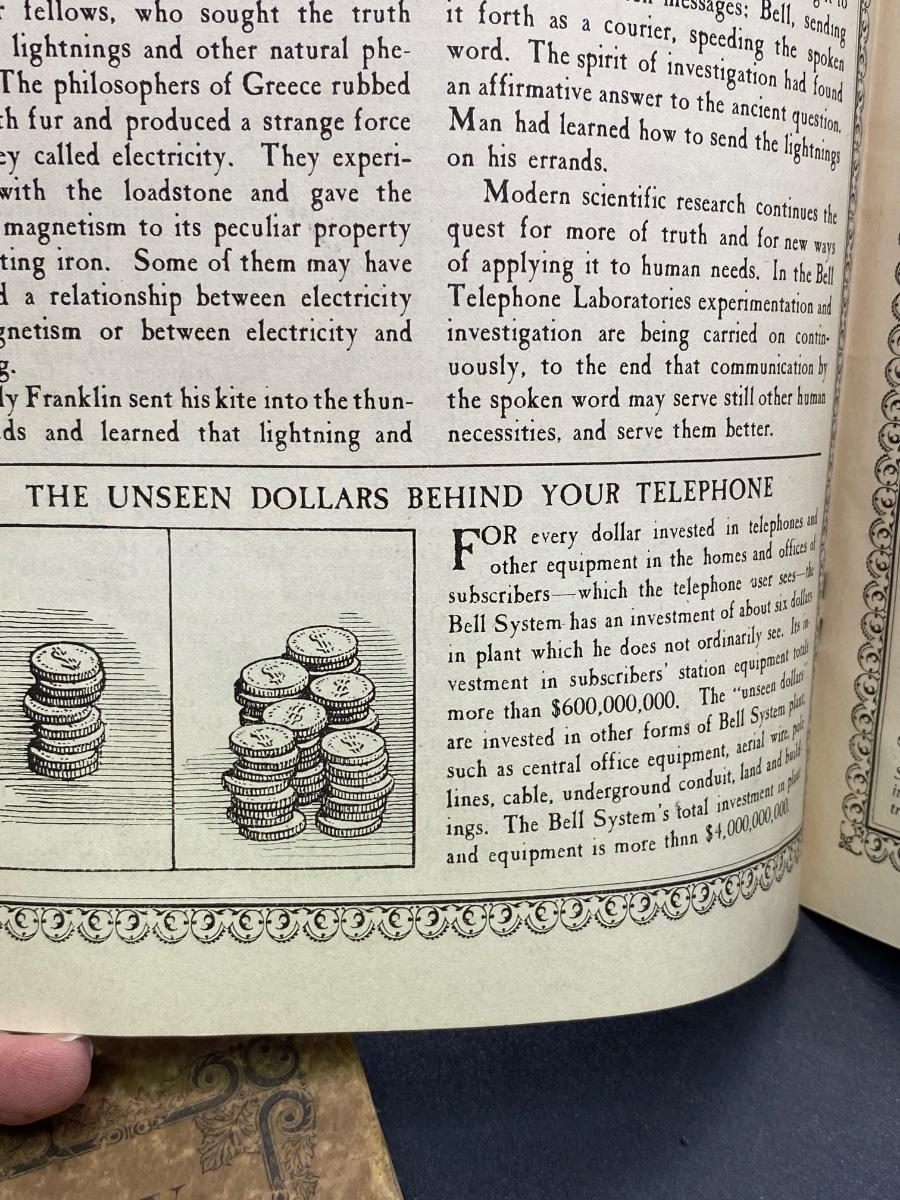 fellows, who sought the truth
lightnings and other natural phe-
The philosophers of Greece rubbed
fur and produced a strange force
called electricity. They experi-
with the loadstone and gave the
magnetism to its peculiar property
iron. Some of them may have
a relationship between electricity
or between electricity and
Franklin sent his kite into the thun-
and learned that lightning and
messages; Bell, sending
it forth as a courier, speeding the spoken
word. The spirit of investigation had found
an affirmative answer to the ancient question.
Man had learned how to send the lightnings
on his errands.
Modern scientific research continues the
quest for more of truth and for new ways
of applying it to human needs. In the Bell
Telephone Laboratories experimentation and
investigation are being carried on contin-
uously, to the end that communication by
the spoken word may serve still other human
necessities, and serve them better.
THE UNSEEN DOLLARS BEHIND YOUR TELEPHONE
FOR every dollar invested in telephones and
other equipment in the homes and offices of
subscribers—which the telephone user sees—the
Bell System has an investment of about six dollars
in plant which he does not ordinarily see. Its in-
vestment in subscribers' station equipment totals
more than $600,000,000. The "unseen dollars"
are invested in other forms of Bell System plant,
such as central office equipment, aerial wire, pole
lines, cable, underground conduit, land and build-
ings. The Bell System's total investment in plant
and equipment is more thnn $4,000,000,000.